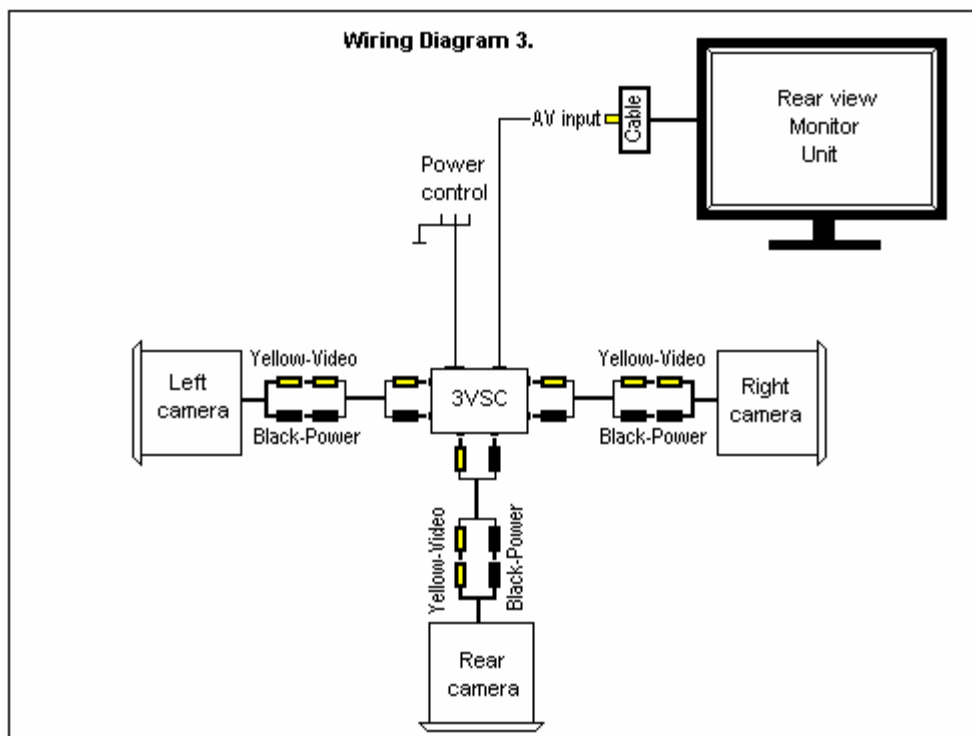 Wiring Diagram 3.
AV input
Cable
Rear view
Monitor
Unit
Power
control
Left
camera
Yellow-Video
Black-Power
3VSC
Yellow-Video
Black-Power
Right
camera
Yellow-Video
Black-Power
Rear
camera